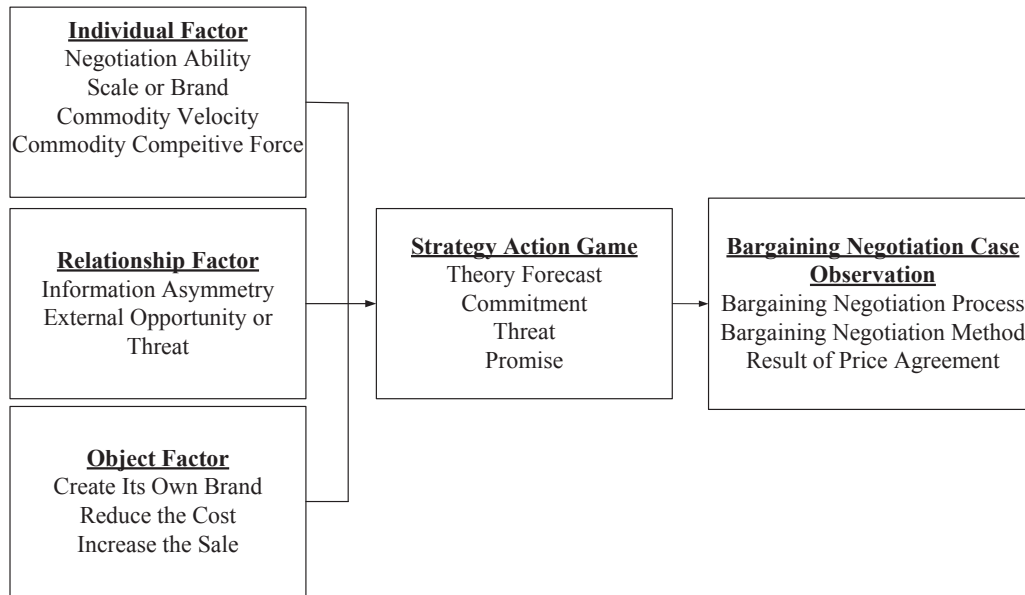 Individual Factor
Negotiation Ability
Scale or Brand
Commodity Velocity
Commodity Compeitive Force
Relationship Factor
Information Asymmetry
External Opportunity or
Threat
Object Factor
Create Its Own Brand
Reduce the Cost
Increase the Sale
Strategy Action Game
Theory Forecast
Commitment
Threat
Promise
Bargaining Negotiation Case
Observation
Bargaining Negotiation Process
Bargaining Negotiation Method
Result of Price Agreement